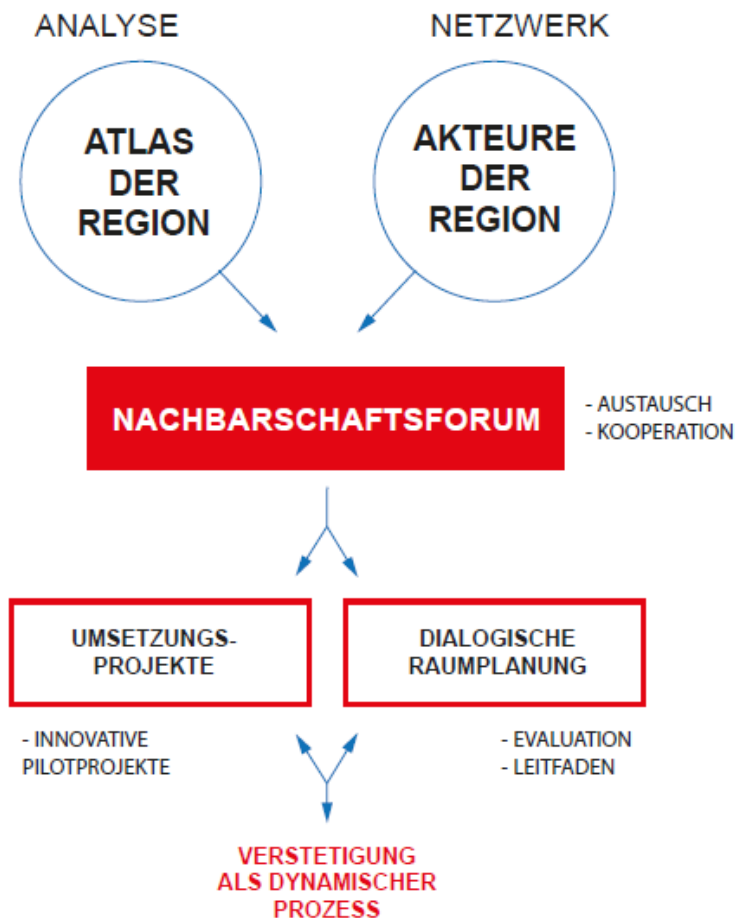 ANALYSE
NETZWERK
ATLAS
DER
REGION
AKTEURE
DER
REGION
NACHBARSCHAFTSFORUM
- AUSTAUSCH
- KOOPERATION
UMSETZUNGS-
PROJEKTE
DIALOGISCHE
RAUMPLANUNG
- INNOVATIVE
PILOTPROJEKTE
- EVALUATION
- LEITFADEN
VERSTETIGUNG
ALS DYNAMISCHER
PROZESS